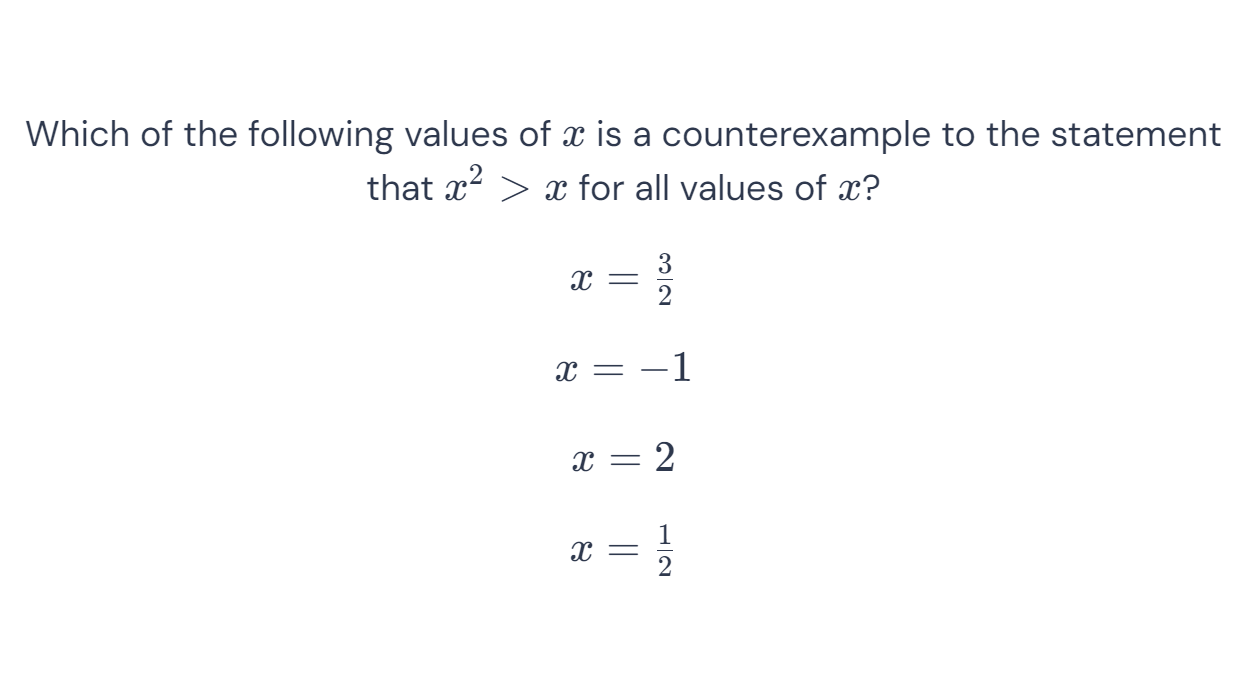 Which of the following values of $x$ is a counterexample to the statement
that $x^2 > x$ for all values of $x$?
$x = \frac{3}{2}$
$x = -1$
$x = 2$
$x = \frac{1}{2}$